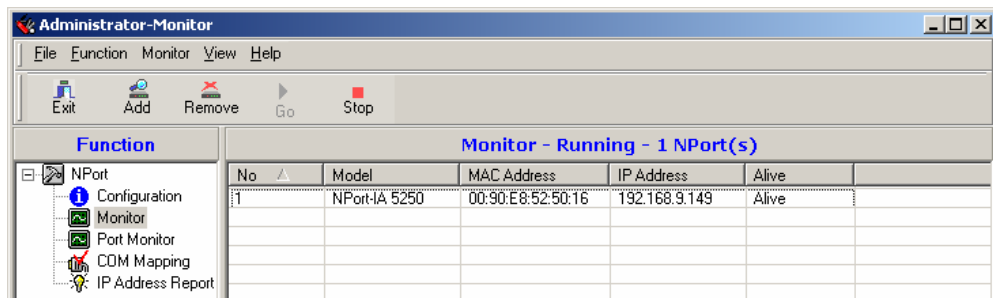 Administrator-Monitor
File Function Monitor View Help
Exit Add Remove Go Stop
Function
Monitor - Running - 1 NPort(s)
NPort
Configuration
Monitor
Port Monitor
COM Mapping
IP Address Report
No Model MAC Address IP Address Alive
1 NPort-IA 5250 00:90:E8:52:50:16 192.168.9.149 Alive